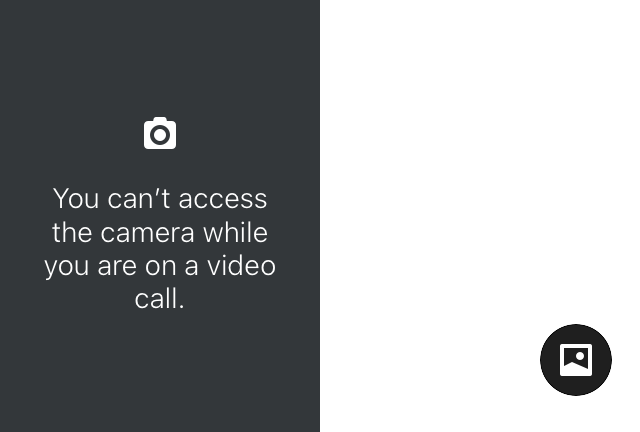 You can’t access
the camera while
you are on a video
call.